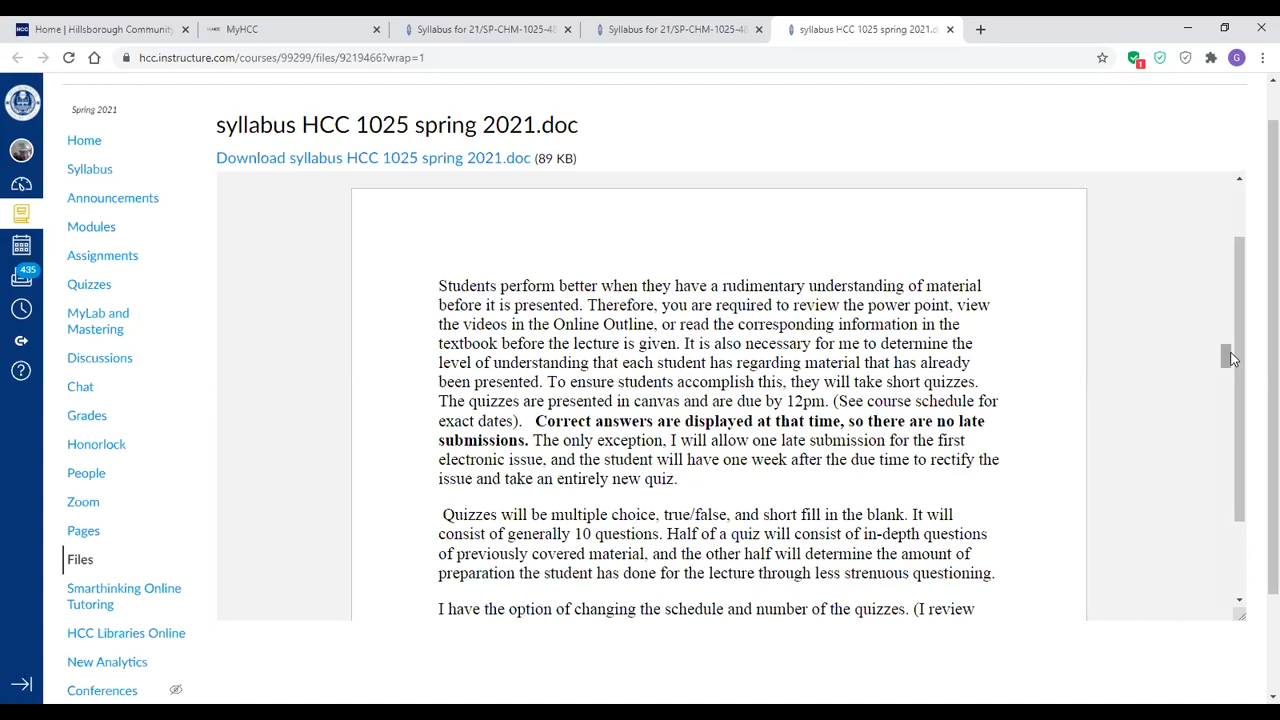 HCC Home | Hillsborough Community
HCC MyHCC
Syllabus for 21/SP-CHM-1025-48
Syllabus for 21/SP-CHM-1025-48
syllabus HCC 1025 spring 2021.d
hcc.instructure.com/courses/99299/files/9219466?wrap=1
1
G
Spring 2021
Home
Syllabus
Announcements
Modules
Assignments
Quizzes
MyLab and
Mastering
Discussions
Chat
Grades
Honorlock
People
Zoom
Pages
Files
Smarthinking Online
Tutoring
HCC Libraries Online
New Analytics
Conferences
435
syllabus HCC 1025 spring 2021.doc
Download syllabus HCC 1025 spring 2021.doc (89 KB)
Students perform better when they have a rudimentary understanding of material
before it is presented. Therefore, you are required to review the power point, view
the videos in the Online Outline, or read the corresponding information in the
textbook before the lecture is given. It is also necessary for me to determine the
level of understanding that each student has regarding material that has already
been presented. To ensure students accomplish this, they will take short quizzes.
The quizzes are presented in canvas and are due by 12pm. (See course schedule for
exact dates). Correct answers are displayed at that time, so there are no late
submissions. The only exception, I will allow one late submission for the first
electronic issue, and the student will have one week after the due time to rectify the
issue and take an entirely new quiz.
Quizzes will be multiple choice, true/false, and short fill in the blank. It will
consist of generally 10 questions. Half of a quiz will consist of in-depth questions
of previously covered material, and the other half will determine the amount of
preparation the student has done for the lecture through less strenuous questioning.
I have the option of changing the schedule and number of the quizzes. (I review